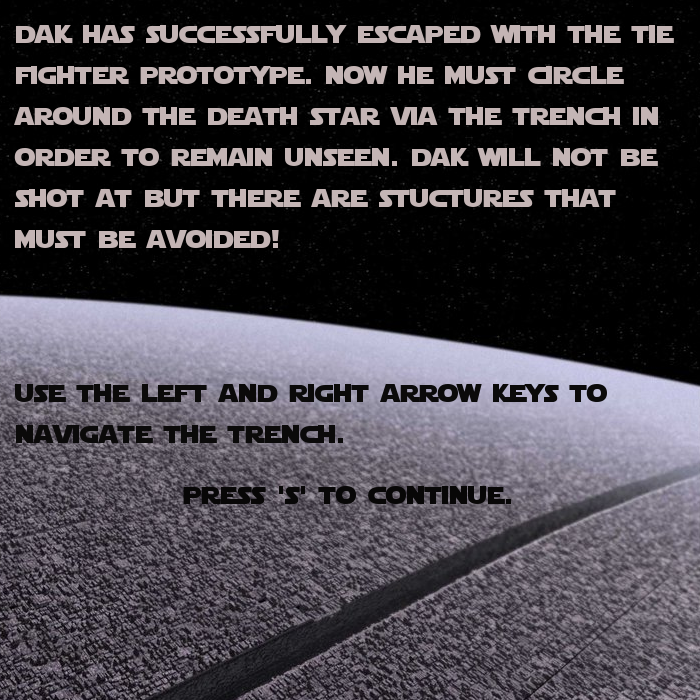 DAK HAS SUCCESSFULLY ESCAPED WITH THE TIE
FIGHTER PROTOTYPE. NOW HE MUST CIRCLE
AROUND THE DEATH STAR VIA THE TRENCH IN
ORDER TO REMAIN UNSEEN. DAK WILL NOT BE
SHOT AT BUT THERE ARE STUCTURES THAT
MUST BE AVOIDED!
USE THE LEFT AND RIGHT ARROW KEYS TO
NAVIGATE THE TRENCH.
PRESS 'S' TO CONTINUE.